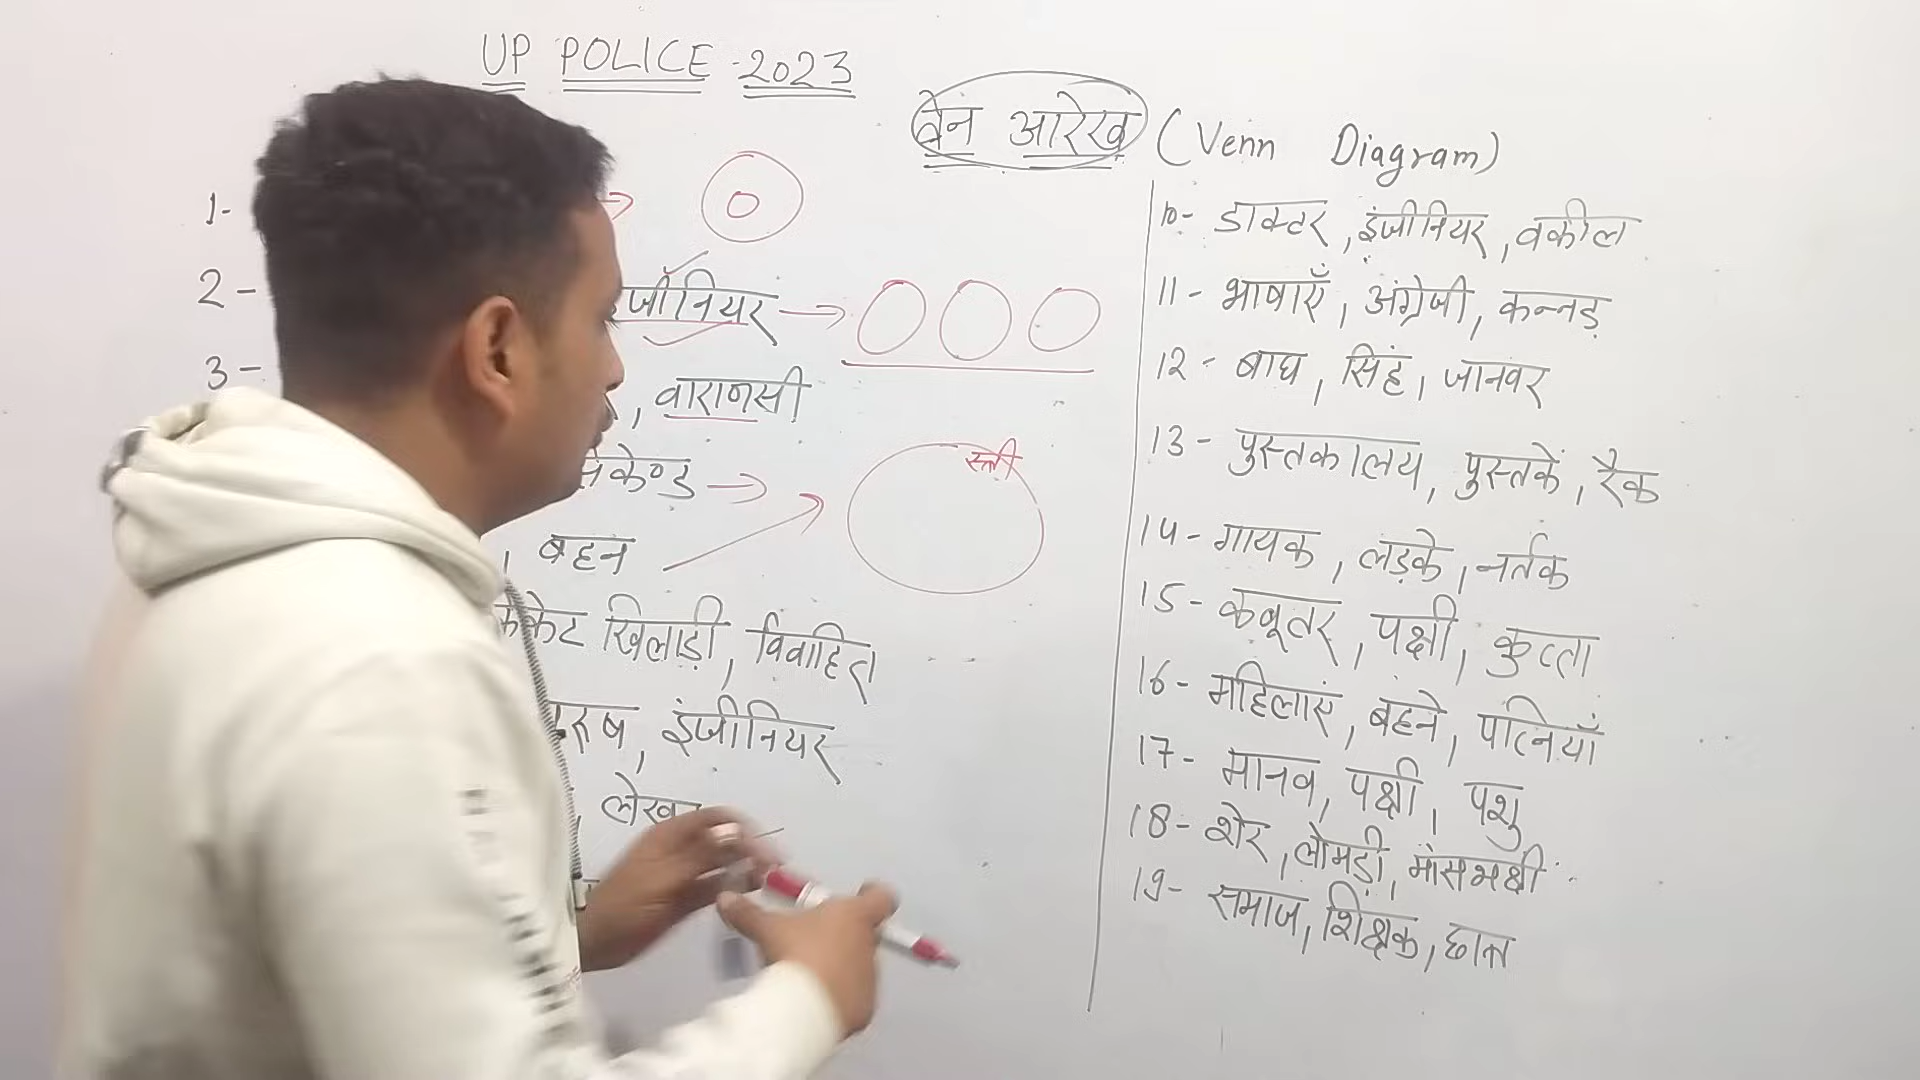 UP POLICE-2023
वेन आरेख (Venn Diagram)
1-
2-
3-
, वाराणसी
, बहन
स्त्री
खिलाड़ी, विवाहित
, इंजीनियर
10- डाक्टर, इंजीनियर, वकील
11- भाषाएँ, अंग्रेजी, कन्नड़
12- बाघ, सिंह, जानवर
13- पुस्तकालय, पुस्तकें, रैक
14- गायक, लड़के, नर्तक
15- कबूतर, पक्षी, कुत्ता
16- महिलाएं, बहने, पत्नियाँ
17- मानव, पक्षी, पशु
18- शेर, लोमड़ी, मांसभक्षी
19- समाज, शिक्षक, छात्र